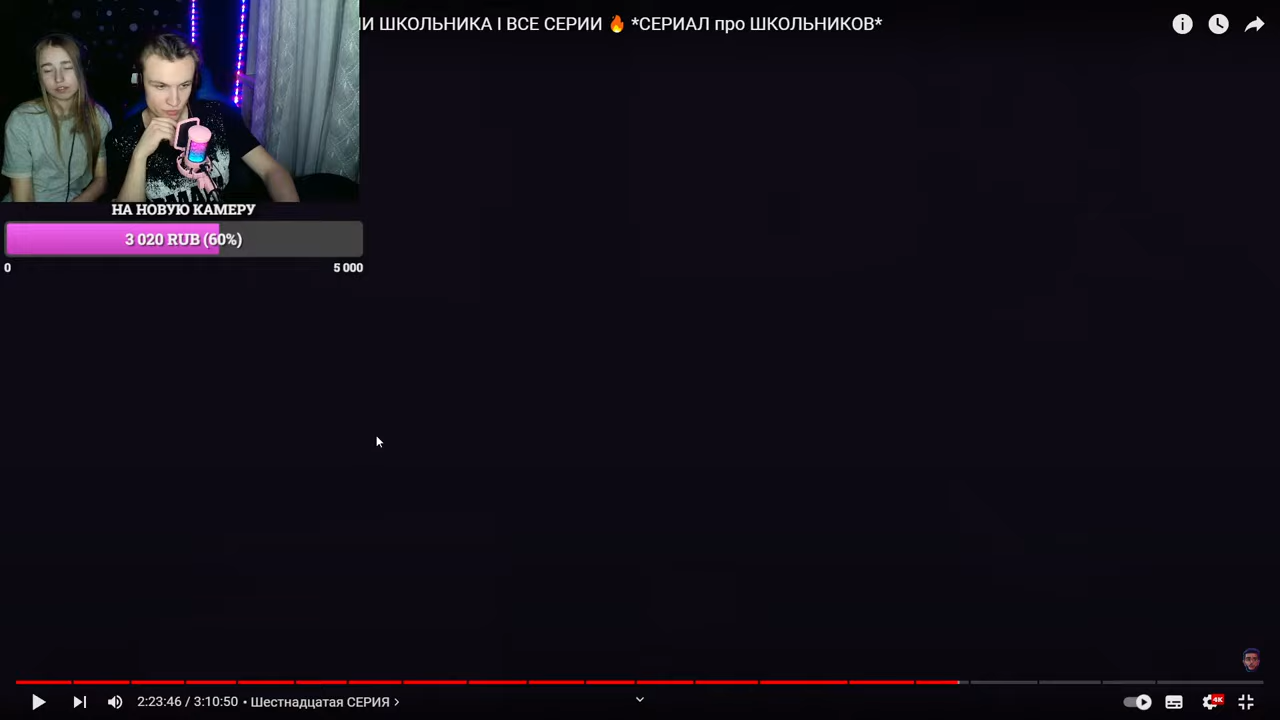 ШКОЛЬНИКА I ВСЕ СЕРИИ 🔥 *СЕРИАЛ про ШКОЛЬНИКОВ*
НА НОВУЮ КАМЕРУ
3 020 RUB (60%)
0 5 000
2:23:46 / 3:10:50 • Шестнадцатая СЕРИЯ ›
4K